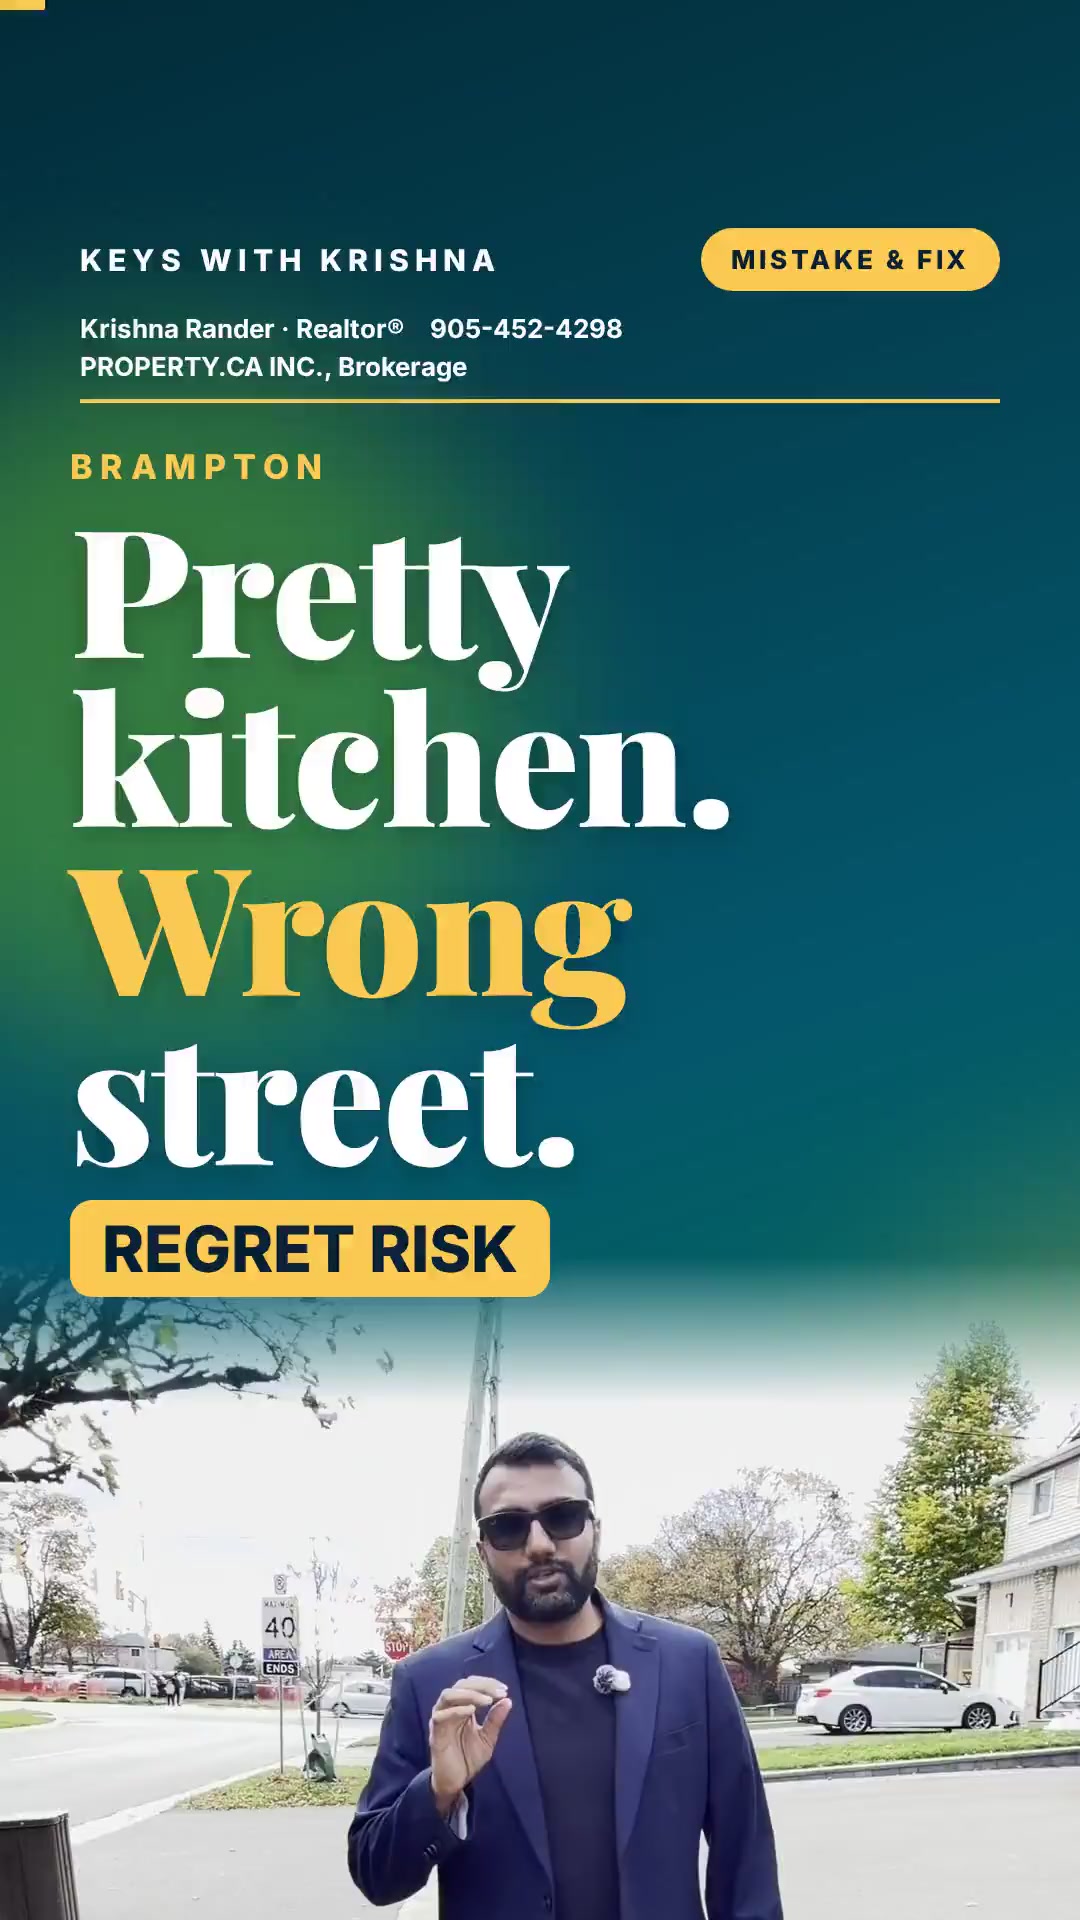 KEYS WITH KRISHNA
MISTAKE & FIX
Krishna Rander · Realtor® 905-452-4298
PROPERTY.CA INC., Brokerage
BRAMPTON
Pretty
kitchen.
Wrong
street.
REGRET RISK
MAXIMUM
40
AREA
ENDS
STOP